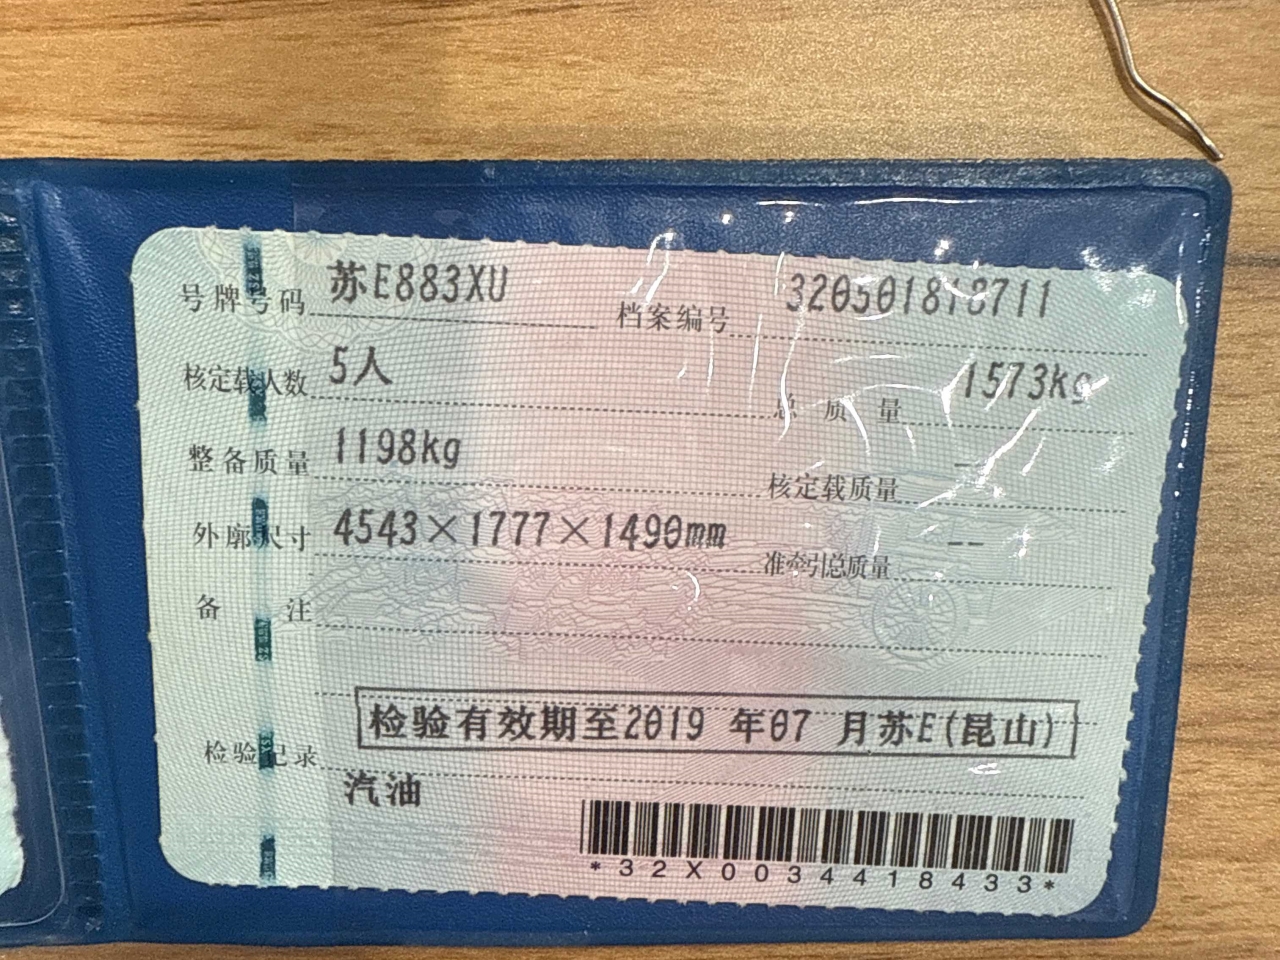 号牌号码 苏E883XU 档案编号 320501818711
核定载人数 5人 总质量 1573kg
整备质量 1198kg 核定载质量 --
外廓尺寸 4543×1777×1490mm 准牵引总质量 --
备注
检验记录 检验有效期至2019 年07 月苏E(昆山)
汽油
*32X0034418433*